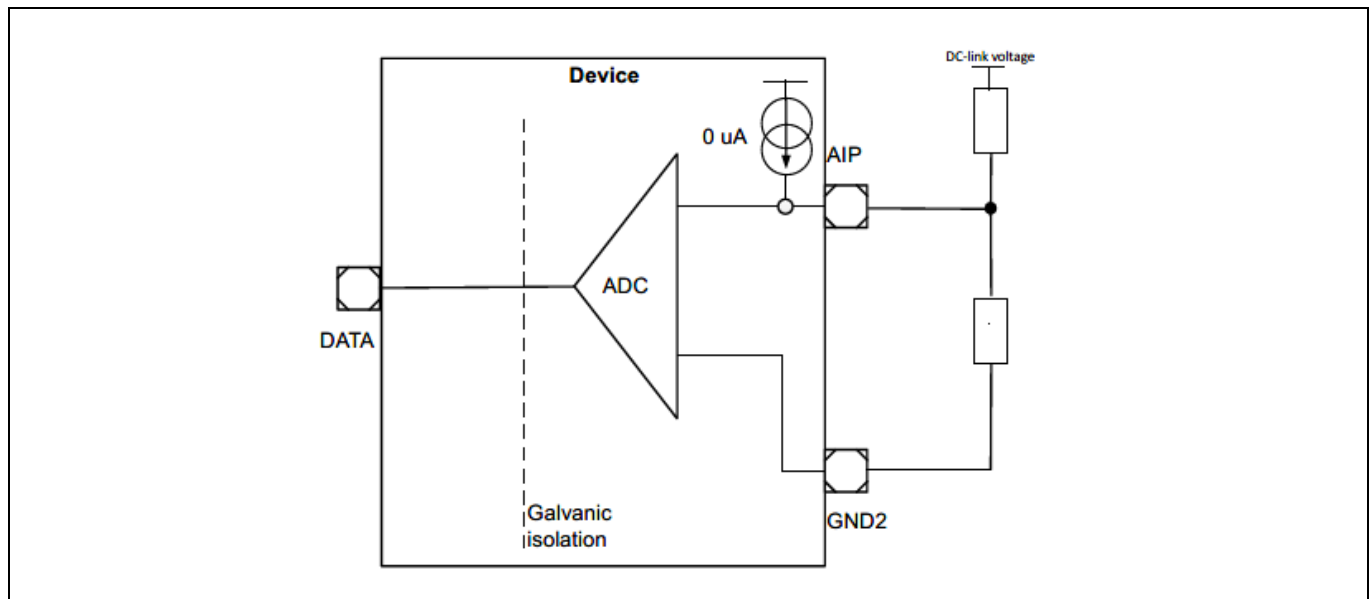 DC-link voltage
Device
0 uA
AIP
ADC
DATA
Galvanic
isolation
GND2